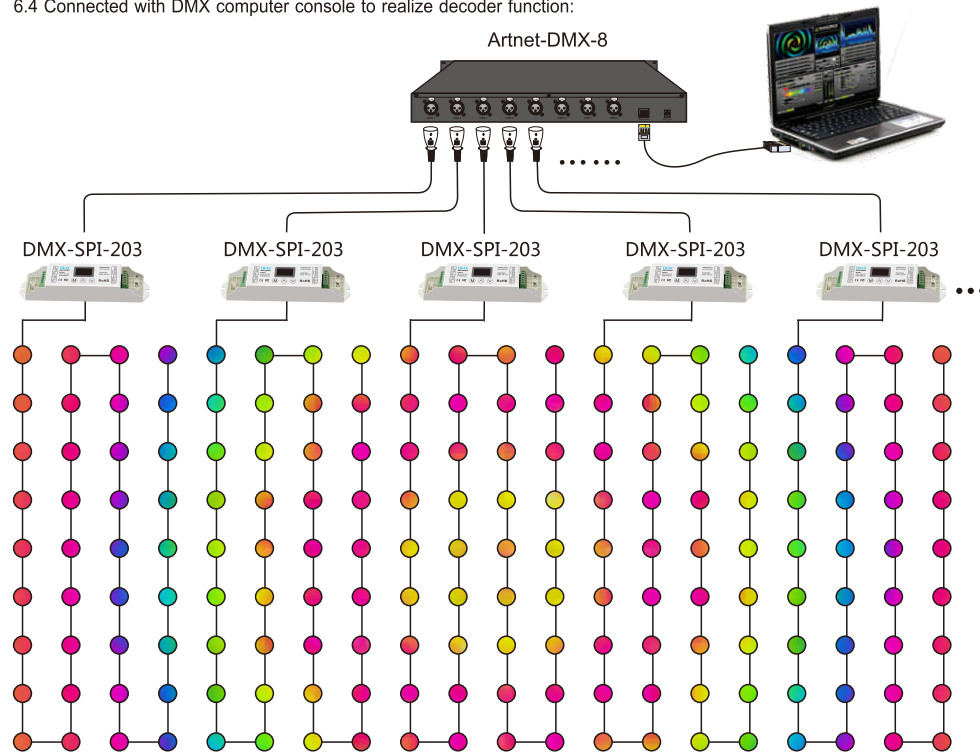 6.4 Connected with DMX computer console to realize decoder function:
Artnet-DMX-8
DMX-SPI-203 DMX-SPI-203 DMX-SPI-203 DMX-SPI-203 DMX-SPI-203